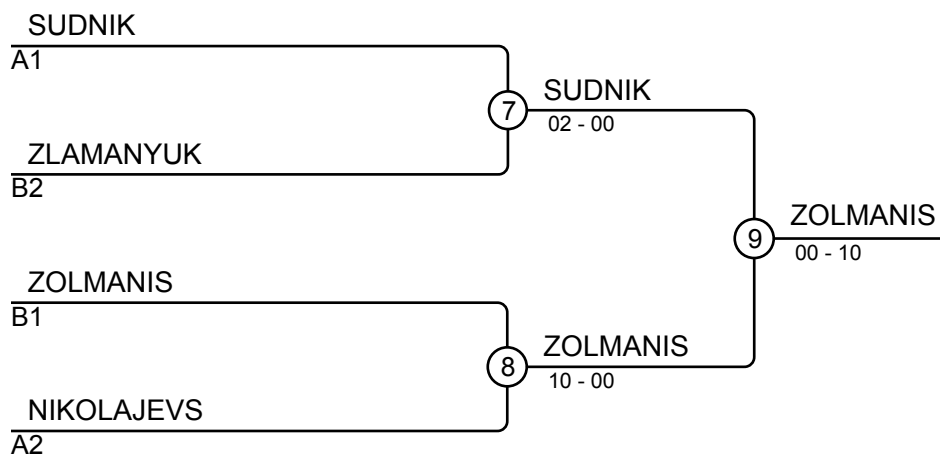 SUDNIK
A1
7
SUDNIK
02 - 00
ZLAMANYUK
B2
9
ZOLMANIS
00 - 10
ZOLMANIS
B1
8
ZOLMANIS
10 - 00
NIKOLAJEVS
A2